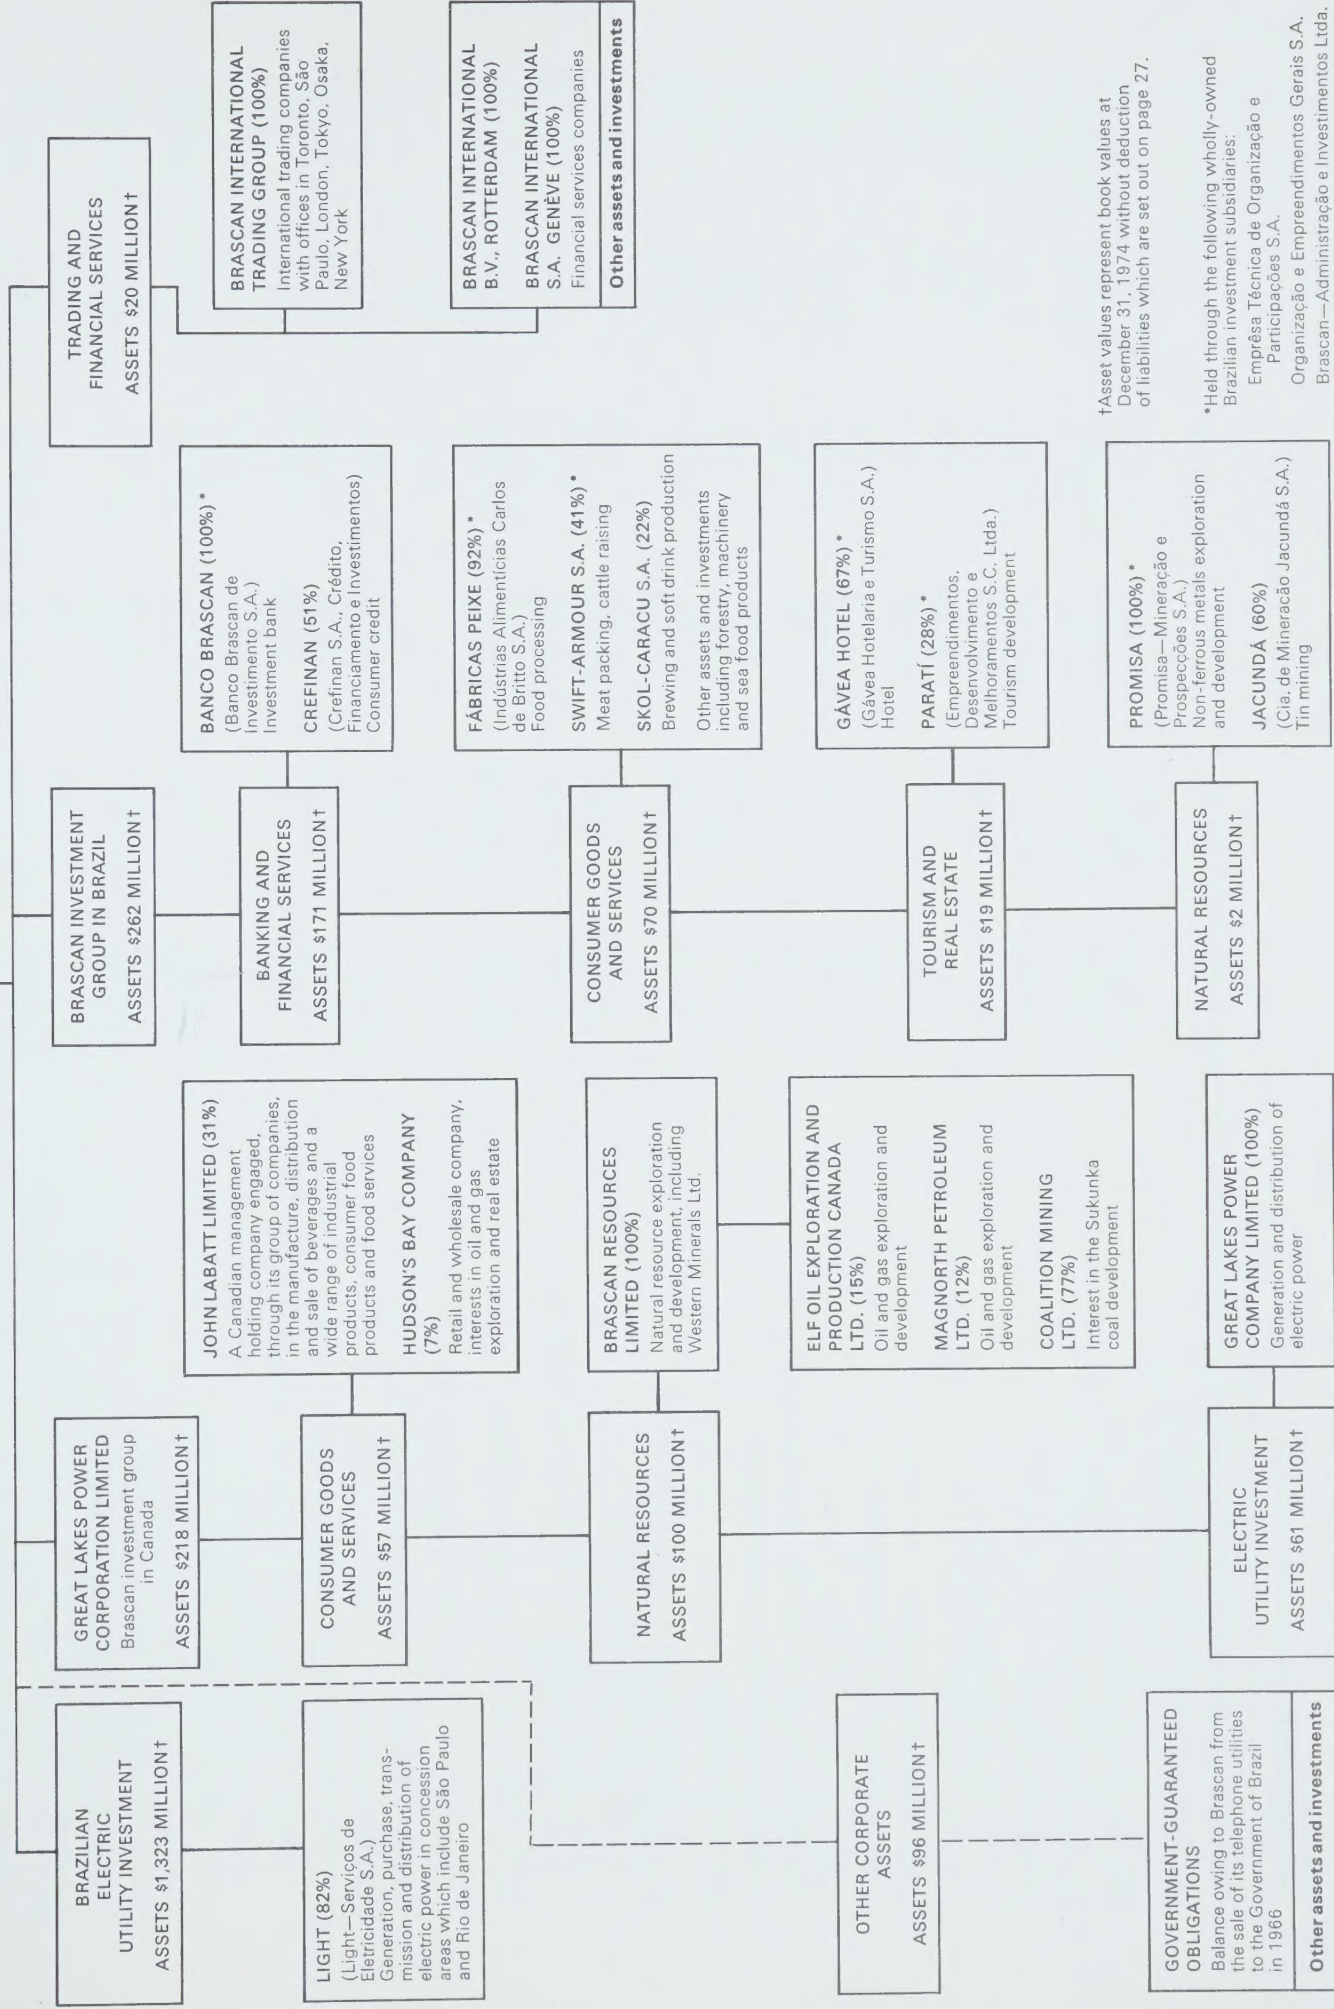 BRAZILIAN
ELECTRIC
UTILITY INVESTMENT
ASSETS $1,323 MILLION†
LIGHT (82%)
(Light—Serviços de
Eletricidade S.A.)
Generation, purchase, trans-
mission and distribution of
electric power in concession
areas which include São Paulo
and Rio de Janeiro
OTHER CORPORATE
ASSETS
ASSETS $96 MILLION†
GOVERNMENT-GUARANTEED
OBLIGATIONS
Balance owing to Brascan from
the sale of its telephone utilities
to the Government of Brazil
in 1966
Other assets and investments
GREAT LAKES POWER
CORPORATION LIMITED
Brascan investment group
in Canada
ASSETS $218 MILLION†
CONSUMER GOODS
AND SERVICES
ASSETS $57 MILLION†
JOHN LABATT LIMITED (31%)
A Canadian management
holding company engaged,
through its group of companies,
in the manufacture, distribution
and sale of beverages and a
wide range of industrial
products, consumer food
products and food services
HUDSON'S BAY COMPANY
(7%)
Retail and wholesale company,
interests in oil and gas
exploration and real estate
NATURAL RESOURCES
ASSETS $100 MILLION†
BRASCAN RESOURCES
LIMITED (100%)
Natural resource exploration
and development, including
Western Minerals Ltd.
ELF OIL EXPLORATION AND
PRODUCTION CANADA
LTD. (15%)
Oil and gas exploration and
development
MAGNORTH PETROLEUM
LTD. (12%)
Oil and gas exploration and
development
COALITION MINING
LTD. (77%)
Interest in the Sukunka
coal development
ELECTRIC
UTILITY INVESTMENT
ASSETS $61 MILLION†
GREAT LAKES POWER
COMPANY LIMITED (100%)
Generation and distribution of
electric power
BRASCAN INVESTMENT
GROUP IN BRAZIL
ASSETS $262 MILLION†
BANKING AND
FINANCIAL SERVICES
ASSETS $171 MILLION†
BANCO BRASCAN (100%) *
(Banco Brascan de
Investimento S.A.)
Investment bank
CREFINAN (51%)
(Crefinan S.A., Crédito,
Financiamento e Investimentos)
Consumer credit
CONSUMER GOODS
AND SERVICES
ASSETS $70 MILLION†
FÁBRICAS PEIXE (92%) *
(Indústrias Alimentícias Carlos
de Britto S.A.)
Food processing
SWIFT-ARMOUR S.A. (41%) *
Meat packing, cattle raising
SKOL-CARACU S.A. (22%)
Brewing and soft drink production
Other assets and investments
including forestry, machinery
and sea food products
TOURISM AND
REAL ESTATE
ASSETS $19 MILLION†
GÁVEA HOTEL (67%) *
(Gávea Hotelaria e Turismo S.A.)
Hotel
PARATÍ (28%) *
(Empreendimentos,
Desenvolvimento e
Melhoramentos S.C. Ltda.)
Tourism development
NATURAL RESOURCES
ASSETS $2 MILLION†
PROMISA (100%) *
(Promisa—Mineração e
Prospecções S.A.)
Non-ferrous metals exploration
and development
JACUNDÁ (60%)
(Cia. de Mineracão Jacundá S.A.)
Tin mining
TRADING AND
FINANCIAL SERVICES
ASSETS $20 MILLION†
BRASCAN INTERNATIONAL
TRADING GROUP (100%)
International trading companies
with offices in Toronto, São
Paulo, London, Tokyo, Osaka,
New York
BRASCAN INTERNATIONAL
B.V., ROTTERDAM (100%)
BRASCAN INTERNATIONAL
S.A. GENÈVE (100%)
Financial services companies
Other assets and investments
†Asset values represent book values at
December 31, 1974 without deduction
of liabilities which are set out on page 27.
*Held through the following wholly-owned
Brazilian investment subsidiaries:
Emprêsa Técnica de Organização e
Participações S.A.
Organização e Empreendimentos Gerais S.A.
Brascan—Administração e Investimentos Ltda.